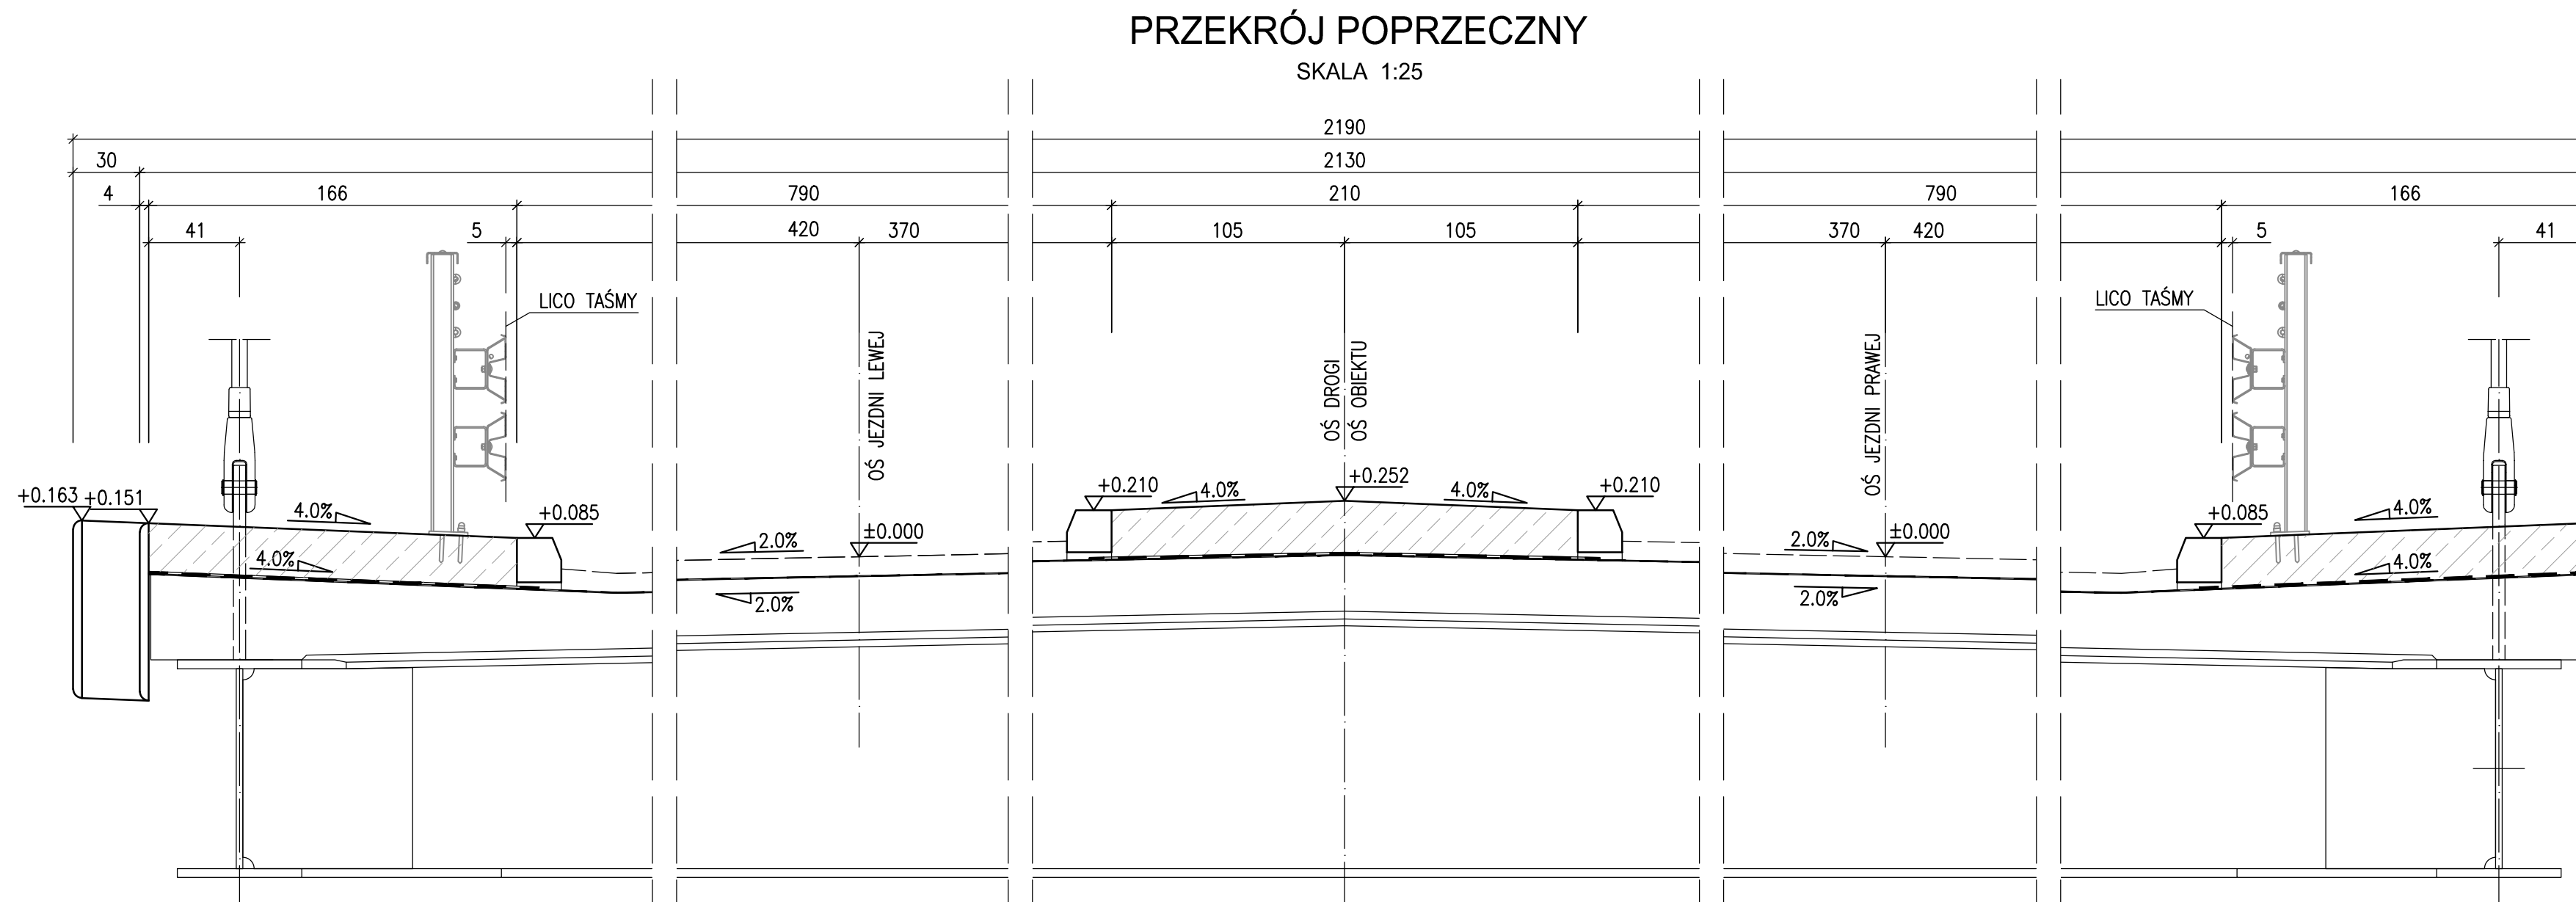 PRZEKRÓJ POPRZECZNY
SKALA 1:25
2190
30 2130
4 166 790 210 790 166
41 5 420 370 105 105 370 420 5 41
LICO TAŚMY LICO TAŚMY
OŚ JEZDNI LEWEJ
OŚ DROGI
OŚ OBIEKTU
OŚ JEZDNI PRAWEJ
+0.163 +0.151 4.0% +0.085 2.0% ±0.000 +0.210 4.0% +0.252 4.0% +0.210 2.0% ±0.000 +0.085 4.0%
4.0% 2.0% 2.0% 4.0%